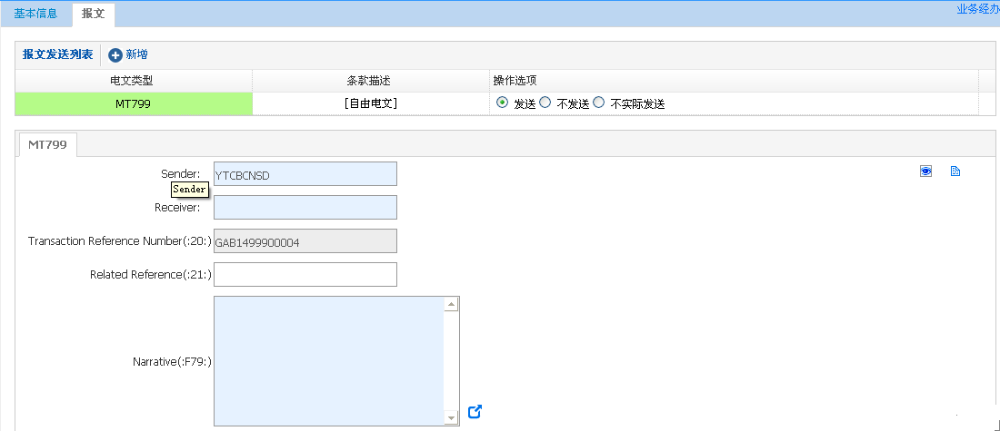 基本信息 报文 业务经办
报文发送列表 新增
电文类型 条款描述 操作选项
MT799 [自由电文] 发送 不发送 不实际发送
MT799
Sender: YTCBCNSD
Sender
Receiver:
Transaction Reference Number(:20:) GAB1499900004
Related Reference(:21:)
Narrative(:F79:)